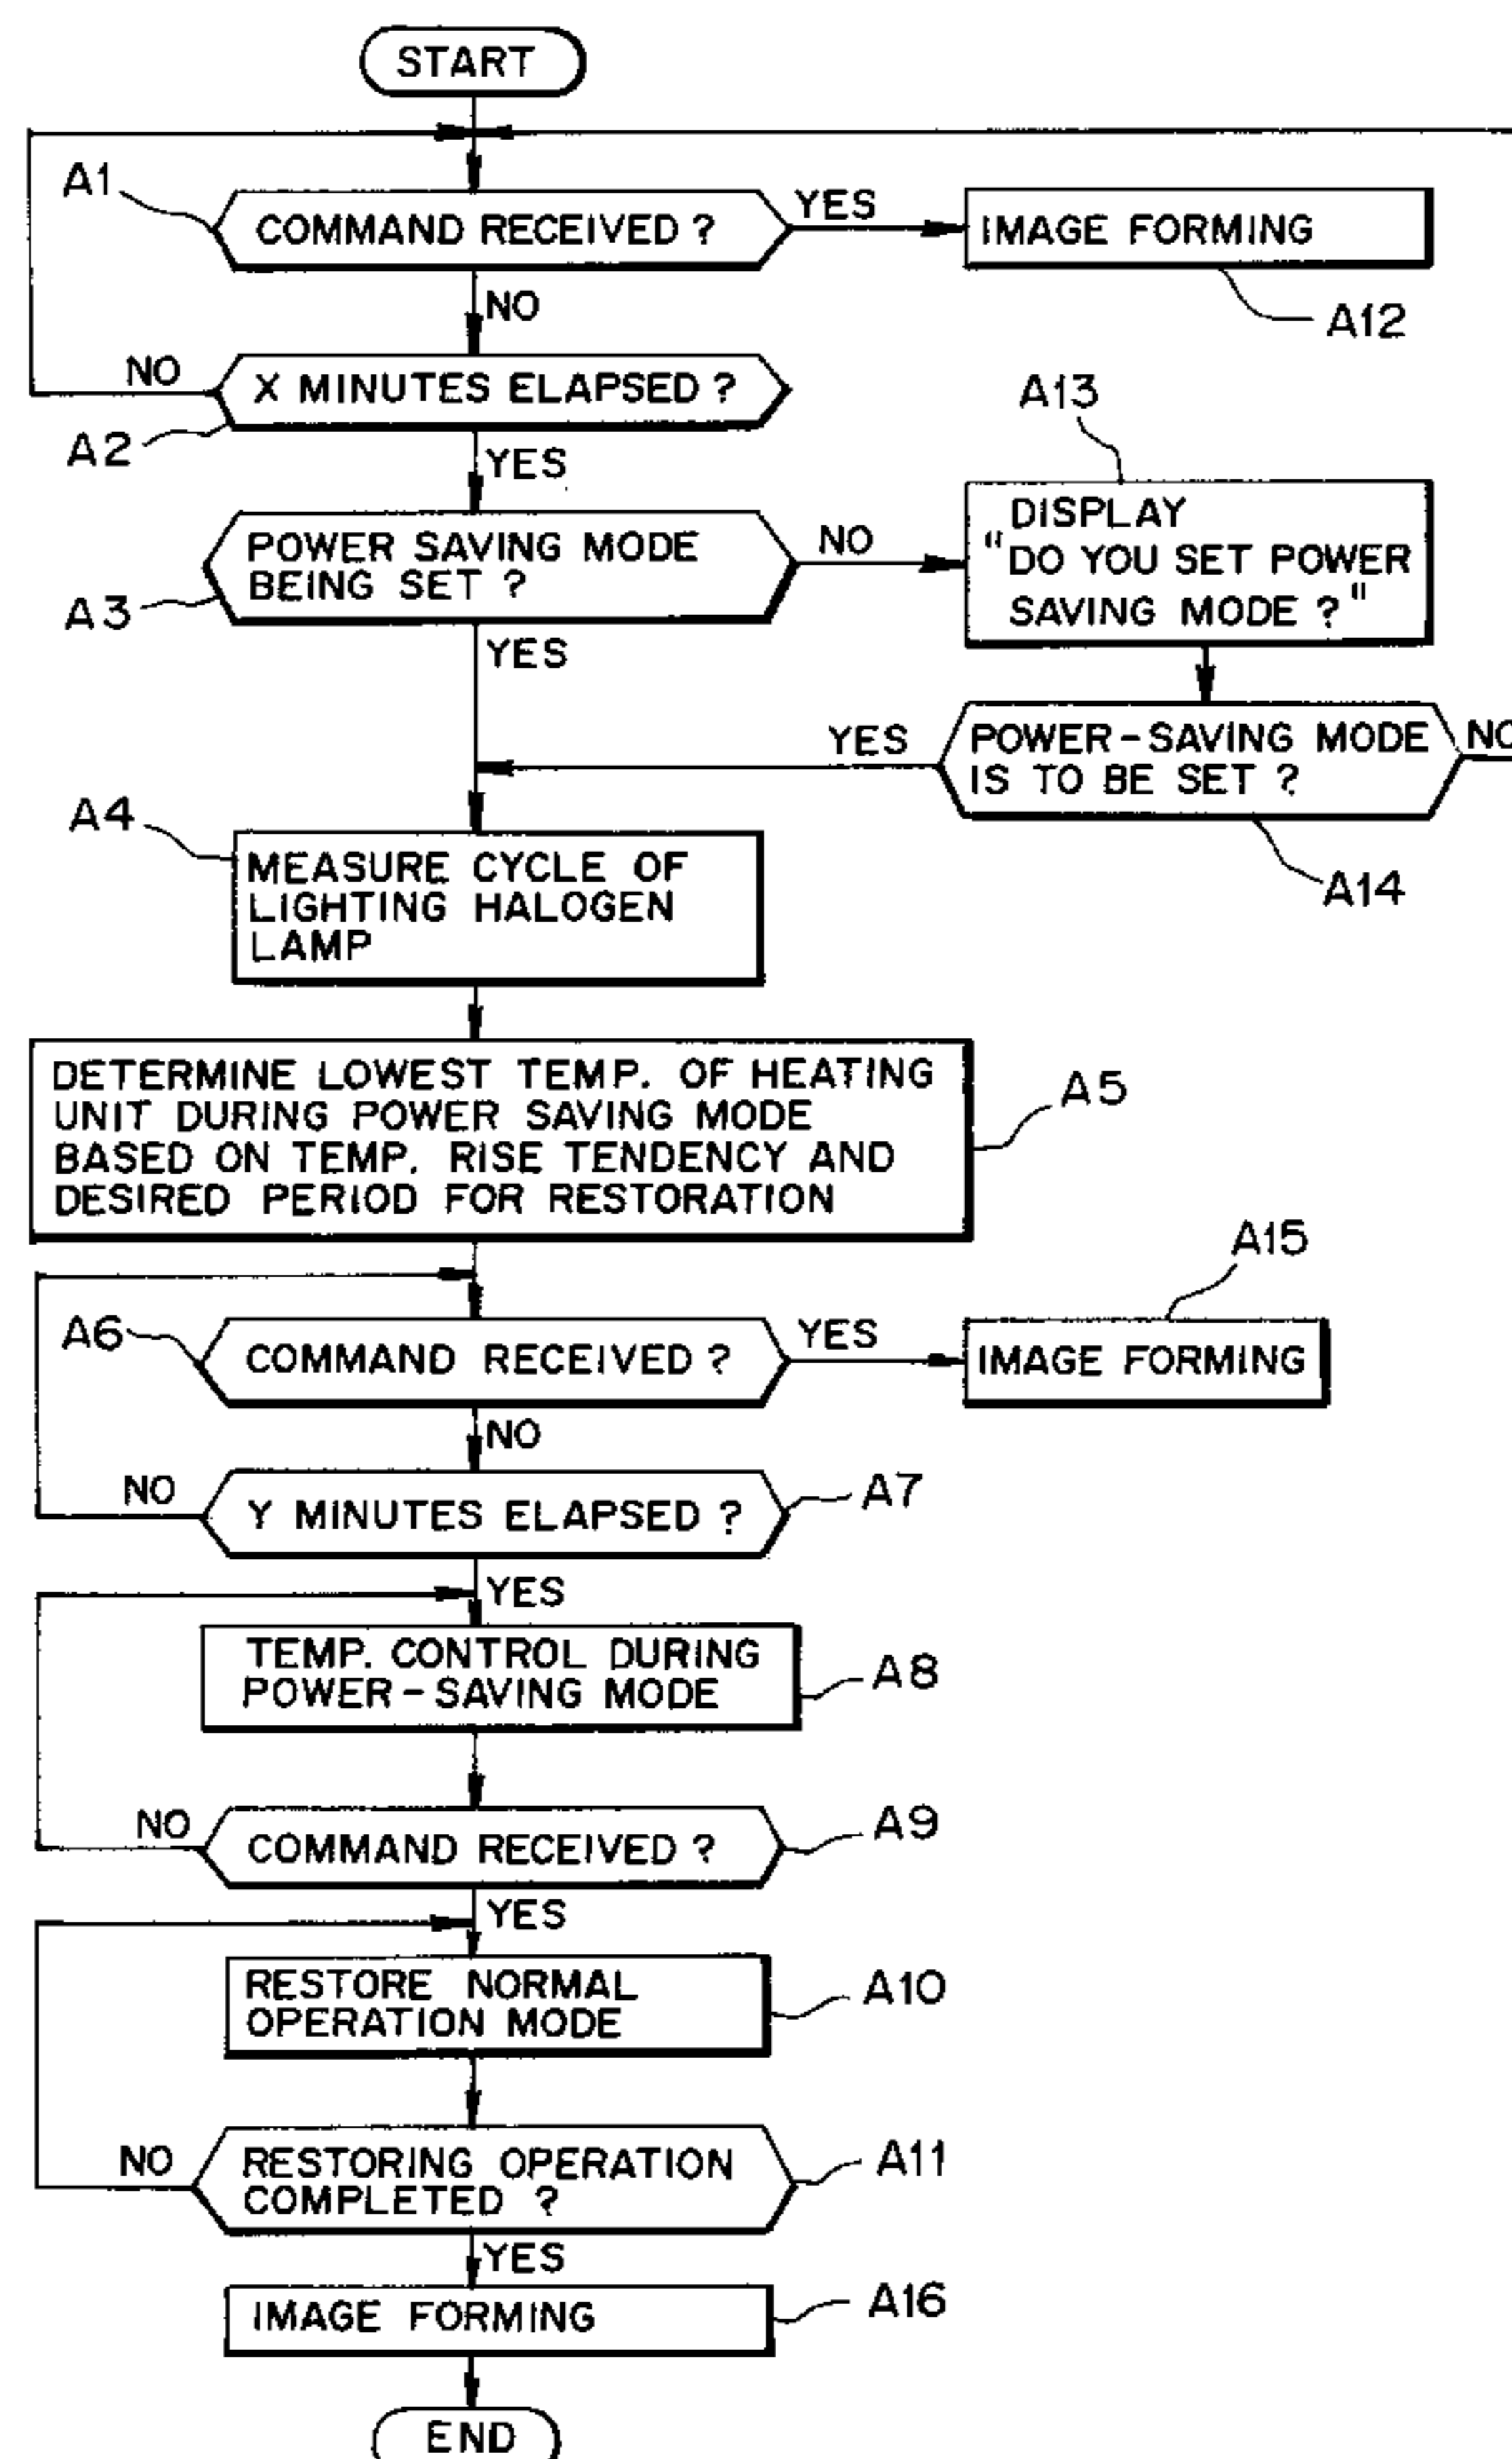 START
A1
COMMAND RECEIVED ?
YES
IMAGE FORMING
A12
NO
NO
X MINUTES ELAPSED ?
A2
YES
A13
POWER SAVING MODE
BEING SET ?
A3
NO
DISPLAY
"DO YOU SET POWER
SAVING MODE ?"
YES
YES
POWER-SAVING MODE
IS TO BE SET ?
NO
A14
A4
MEASURE CYCLE OF
LIGHTING HALOGEN
LAMP
DETERMINE LOWEST TEMP. OF HEATING
UNIT DURING POWER SAVING MODE
BASED ON TEMP. RISE TENDENCY AND
DESIRED PERIOD FOR RESTORATION
A5
A15
A6
COMMAND RECEIVED ?
YES
IMAGE FORMING
NO
NO
Y MINUTES ELAPSED ?
A7
YES
TEMP. CONTROL DURING
POWER-SAVING MODE
A8
NO
COMMAND RECEIVED ?
A9
YES
RESTORE NORMAL
OPERATION MODE
A10
NO
RESTORING OPERATION
COMPLETED ?
A11
YES
IMAGE FORMING
A16
END